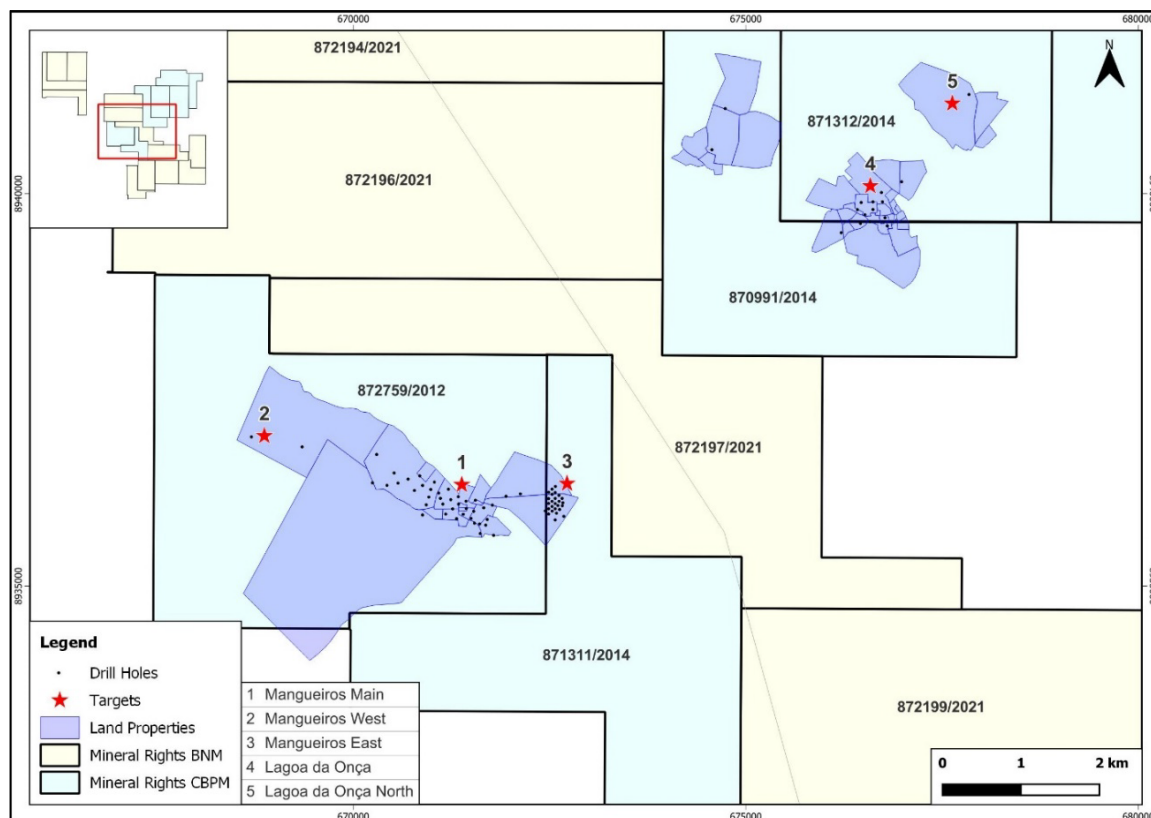 670000
675000
680000
872194/2021
N
5
871312/2014
4
872196/2021
8940000
870991/2014
872759/2012
2
1
3
872197/2021
8935000
871311/2014
872199/2021
Legend
Drill Holes
Targets
Land Properties
Mineral Rights BNM
Mineral Rights CBPM
1 Mangueiros Main
2 Mangueiros West
3 Mangueiros East
4 Lagoa da Onça
5 Lagoa da Onça North
0 1 2 km
670000
675000
680000